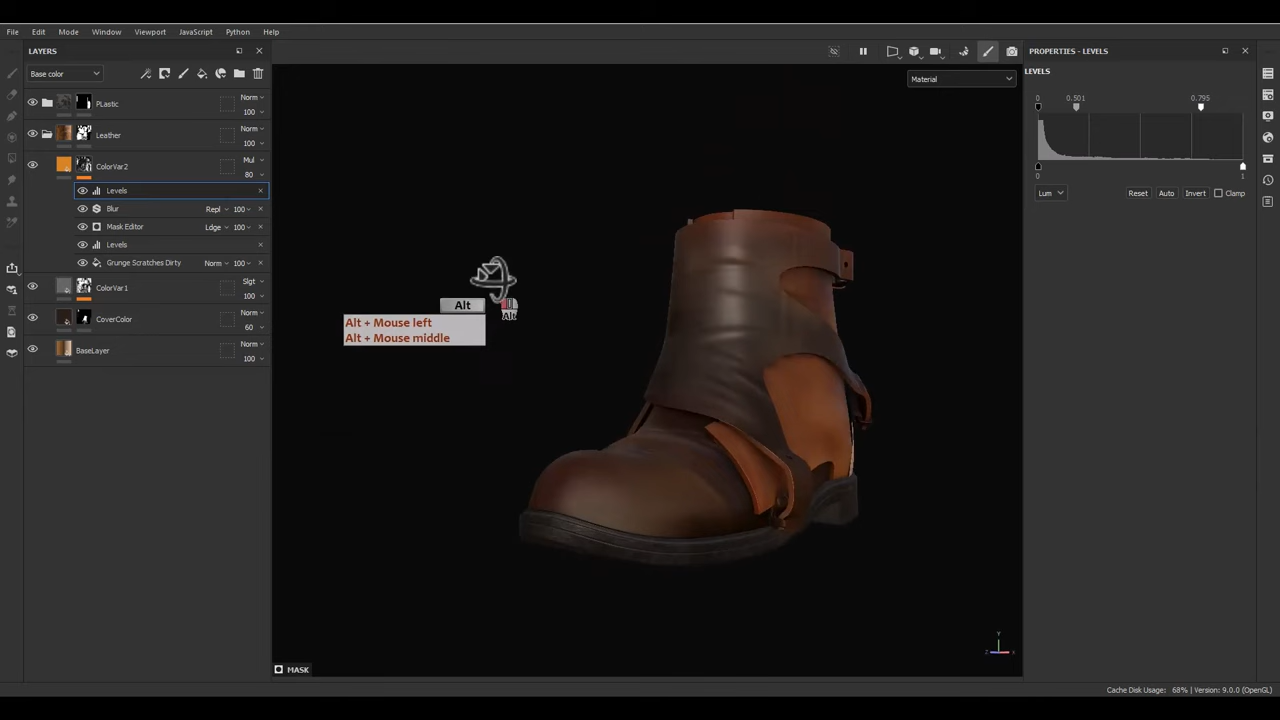 File Edit Mode Window Viewport JavaScript Python Help
LAYERS
Base color
PLastic Norm 100
Leather Norm 100
ColorVar2 Mul 80
Levels
Blur Repl 100
Mask Editor Ldge 100
Levels
Grunge Scratches Dirty Norm 100
ColorVar1 Slgt 100
CoverColor Norm 60
BaseLayer Norm 100
Material
Alt
Alt
Alt + Mouse left
Alt + Mouse middle
Y
Z X
MASK
PROPERTIES - LEVELS
LEVELS
0 0.501 0.795
0 1
Lum Reset Auto Invert Clamp
Cache Disk Usage: 68% | Version: 9.0.0 (OpenGL)